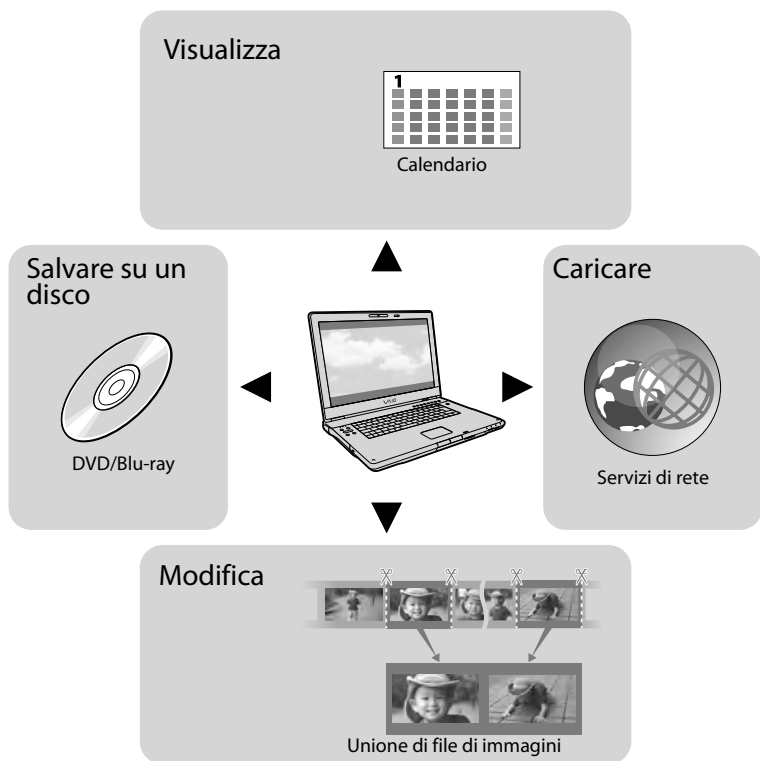 Visualizza
1
Calendario
Salvare su un
disco
DVD/Blu-ray
VAIO
Caricare
Servizi di rete
Modifica
Unione di file di immagini